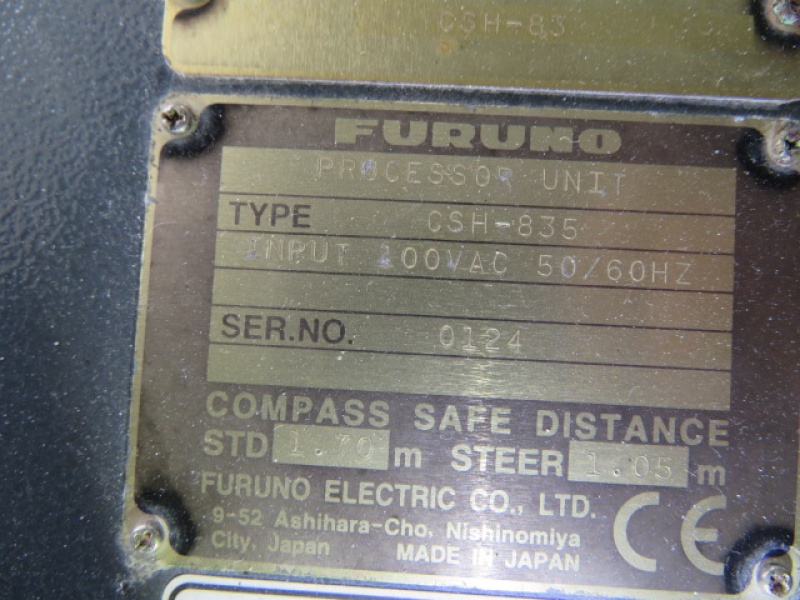 CSH-83
FURUNO
PROCESSOR UNIT
TYPE CSH-835
INPUT 100VAC 50/60HZ
SER.NO. 0124
COMPASS SAFE DISTANCE
STD 1.70 m STEER 1.05 m
FURUNO ELECTRIC CO., LTD.
9-52 Ashihara-Cho, Nishinomiya
City, Japan MADE IN JAPAN
CE